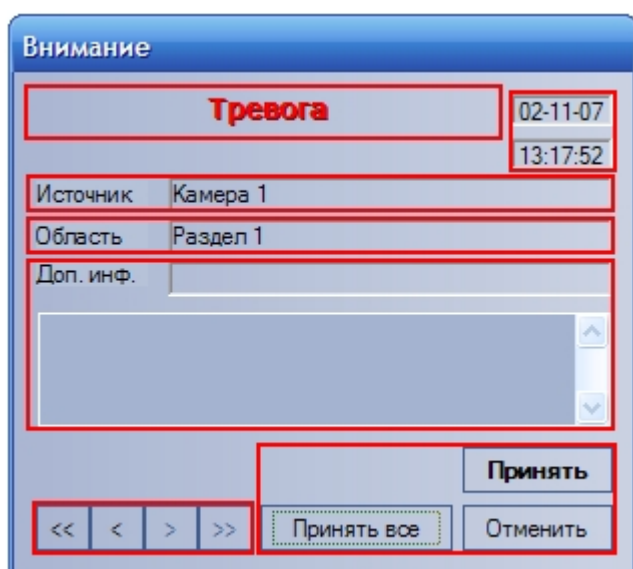 Внимание
Тревога
02-11-07
13:17:52
Источник Камера 1
Область Раздел 1
Доп. инф.
Принять
<< < > >> Принять все Отменить